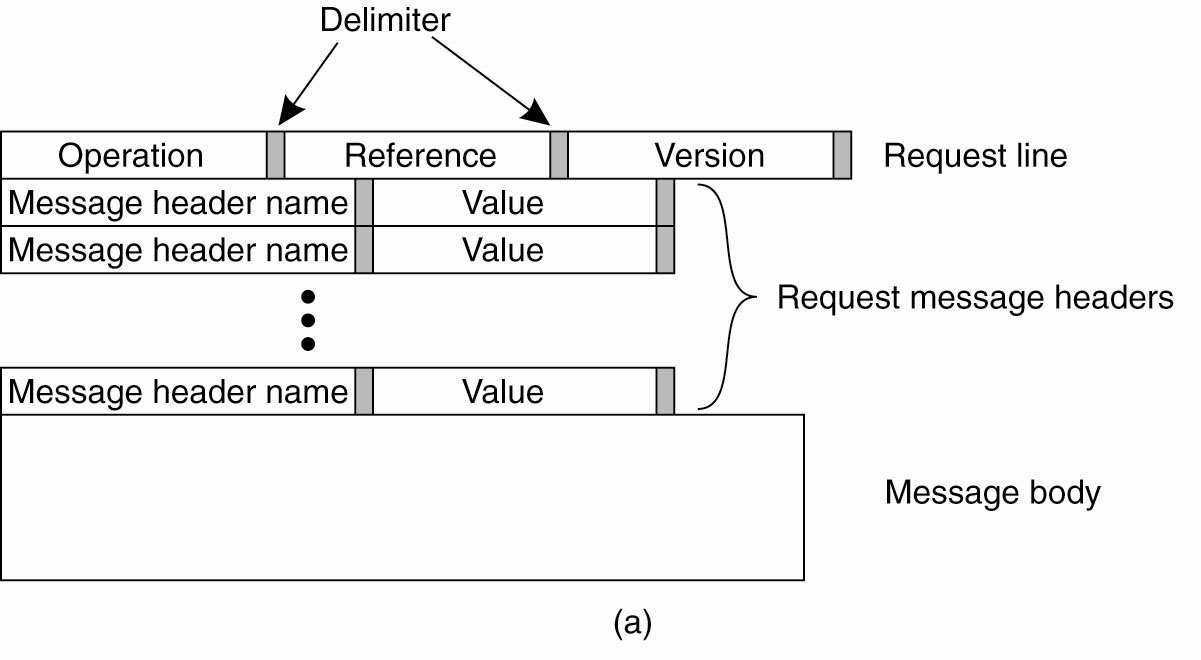 Delimiter
Operation Reference Version Request line
Message header name Value
Message header name Value
Request message headers
Message header name Value
Message body
(a)